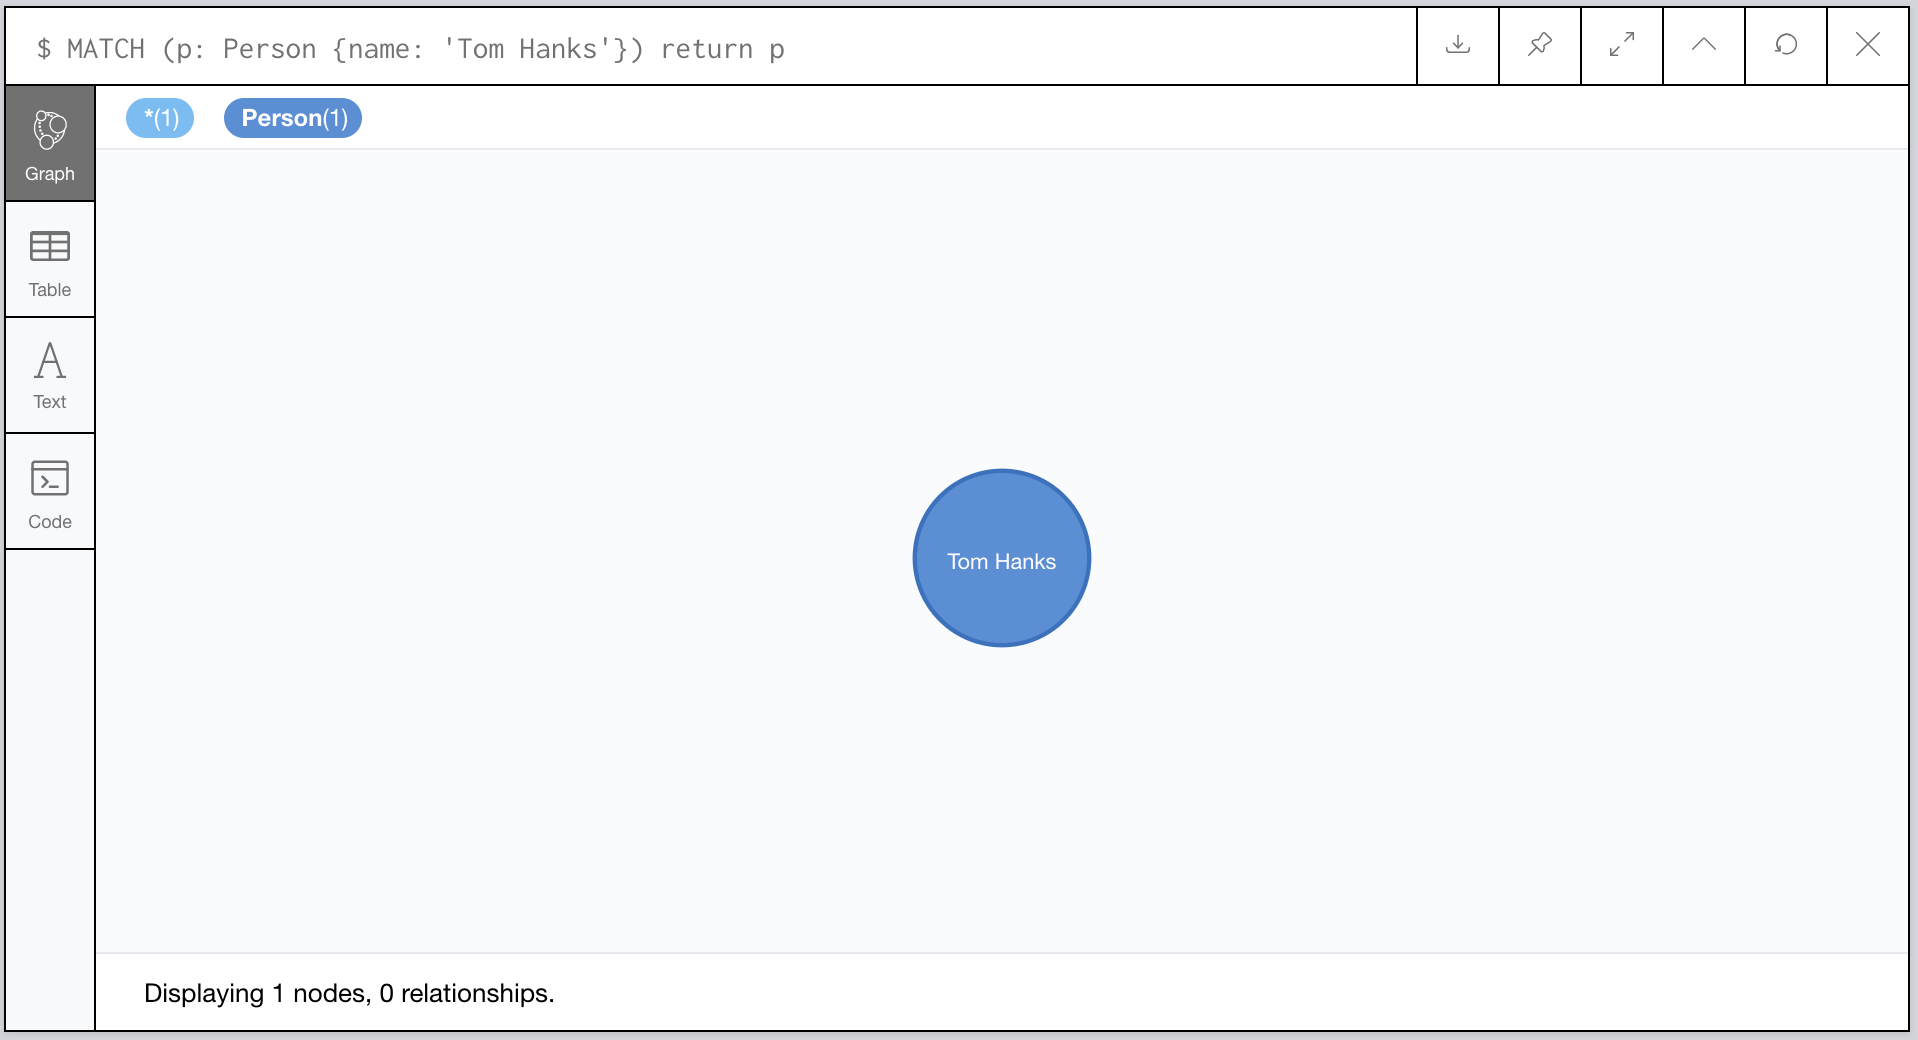 $ MATCH (p: Person {name: 'Tom Hanks'}) return p
*(1) Person(1)
Graph
Table
Text
Code
Tom Hanks
Displaying 1 nodes, 0 relationships.